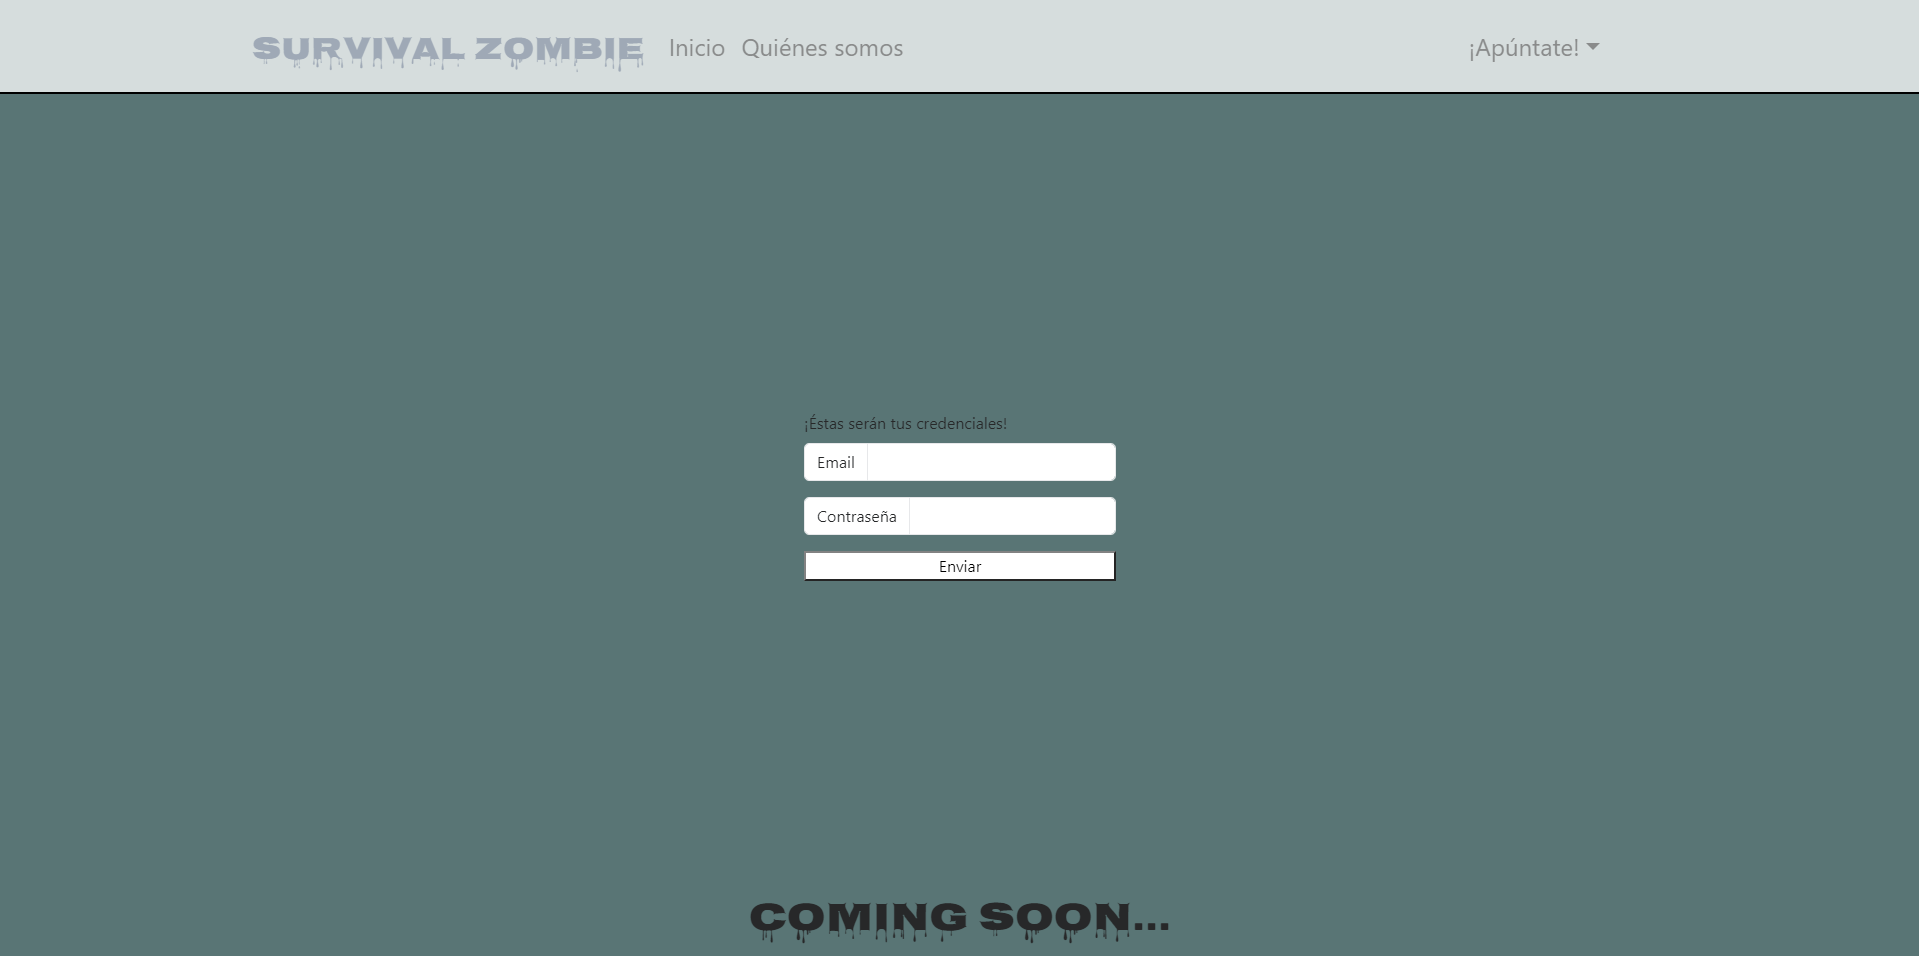 SURVIVAL ZOMBIE Inicio Quiénes somos ¡Apúntate!
¡Éstas serán tus credenciales!
Email
Contraseña
Enviar
COMING SOON...